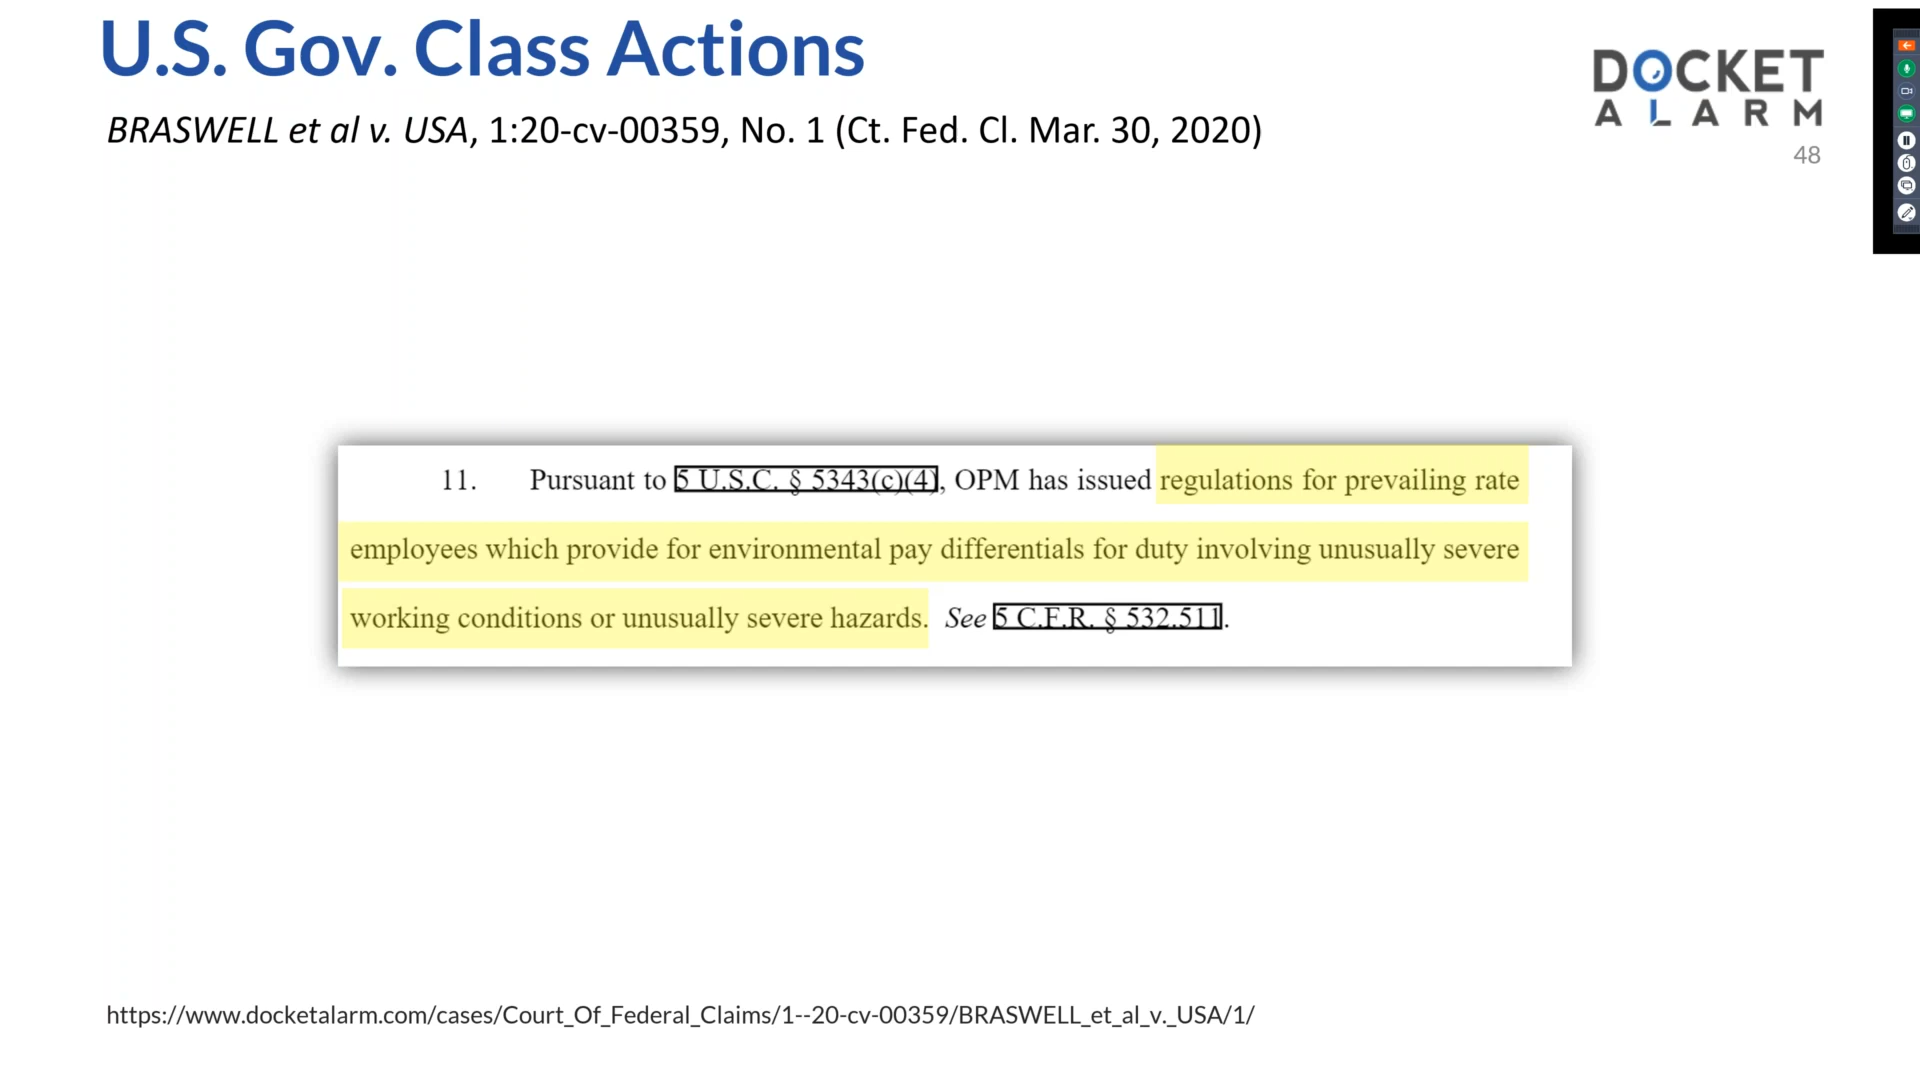 U.S. Gov. Class Actions
DOCKET
ALARM
BRASWELL et al v. USA, 1:20-cv-00359, No. 1 (Ct. Fed. Cl. Mar. 30, 2020)
48
11. Pursuant to 5 U.S.C. § 5343(c)(4), OPM has issued regulations for prevailing rate
employees which provide for environmental pay differentials for duty involving unusually severe
working conditions or unusually severe hazards. See 5 C.F.R. § 532.511.
https://www.docketalarm.com/cases/Court_Of_Federal_Claims/1--20-cv-00359/BRASWELL_et_al_v._USA/1/